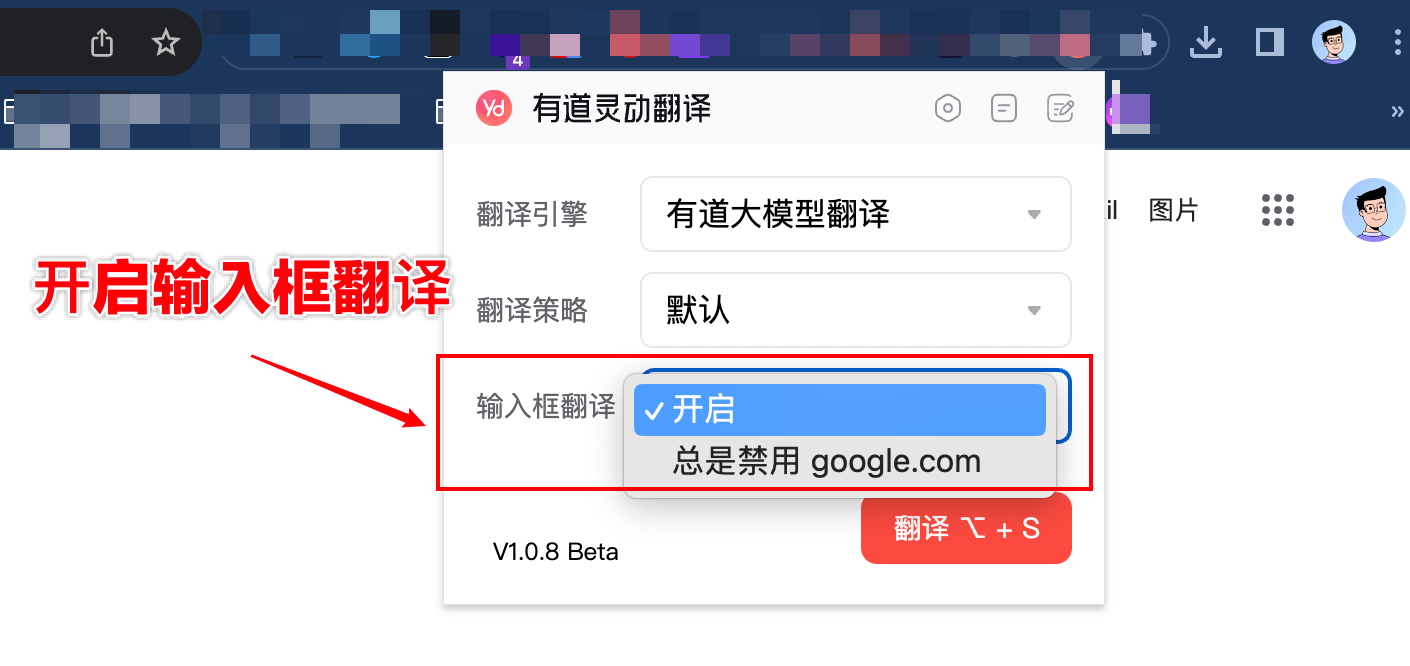 4
yd 有道灵动翻译
翻译引擎 有道大模型翻译
il 图片
开启输入框翻译
翻译策略 默认
输入框翻译 ✓ 开启
总是禁用 google.com
翻译 ⌥ + S
V1.0.8 Beta